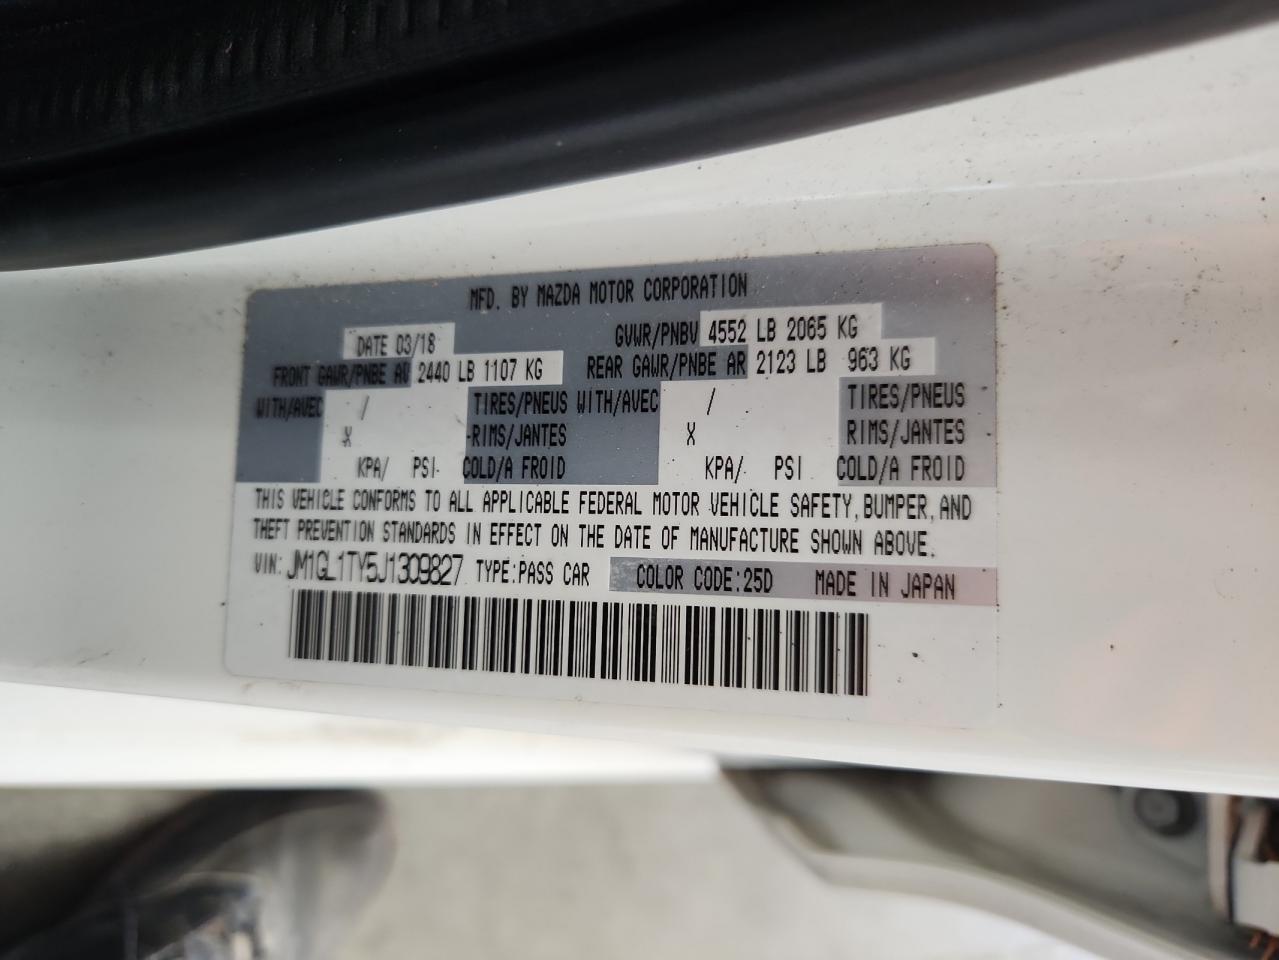 MFD. BY MAZDA MOTOR CORPORATION
DATE 03/18 GVWR/PNBV 4552 LB 2065 KG
FRONT GAWR/PNBE AV 2440 LB 1107 KG REAR GAWR/PNBE AR 2123 LB 963 KG
WITH/AVEC / TIRES/PNEUS WITH/AVEC / TIRES/PNEUS
X RIMS/JANTES X RIMS/JANTES
KPA/ PSI COLD/A FROID KPA/ PSI COLD/A FROID
THIS VEHICLE CONFORMS TO ALL APPLICABLE FEDERAL MOTOR VEHICLE SAFETY, BUMPER, AND
THEFT PREVENTION STANDARDS IN EFFECT ON THE DATE OF MANUFACTURE SHOWN ABOVE.
VIN: JM1GL1TY5J1309827 TYPE:PASS CAR COLOR CODE:25D MADE IN JAPAN